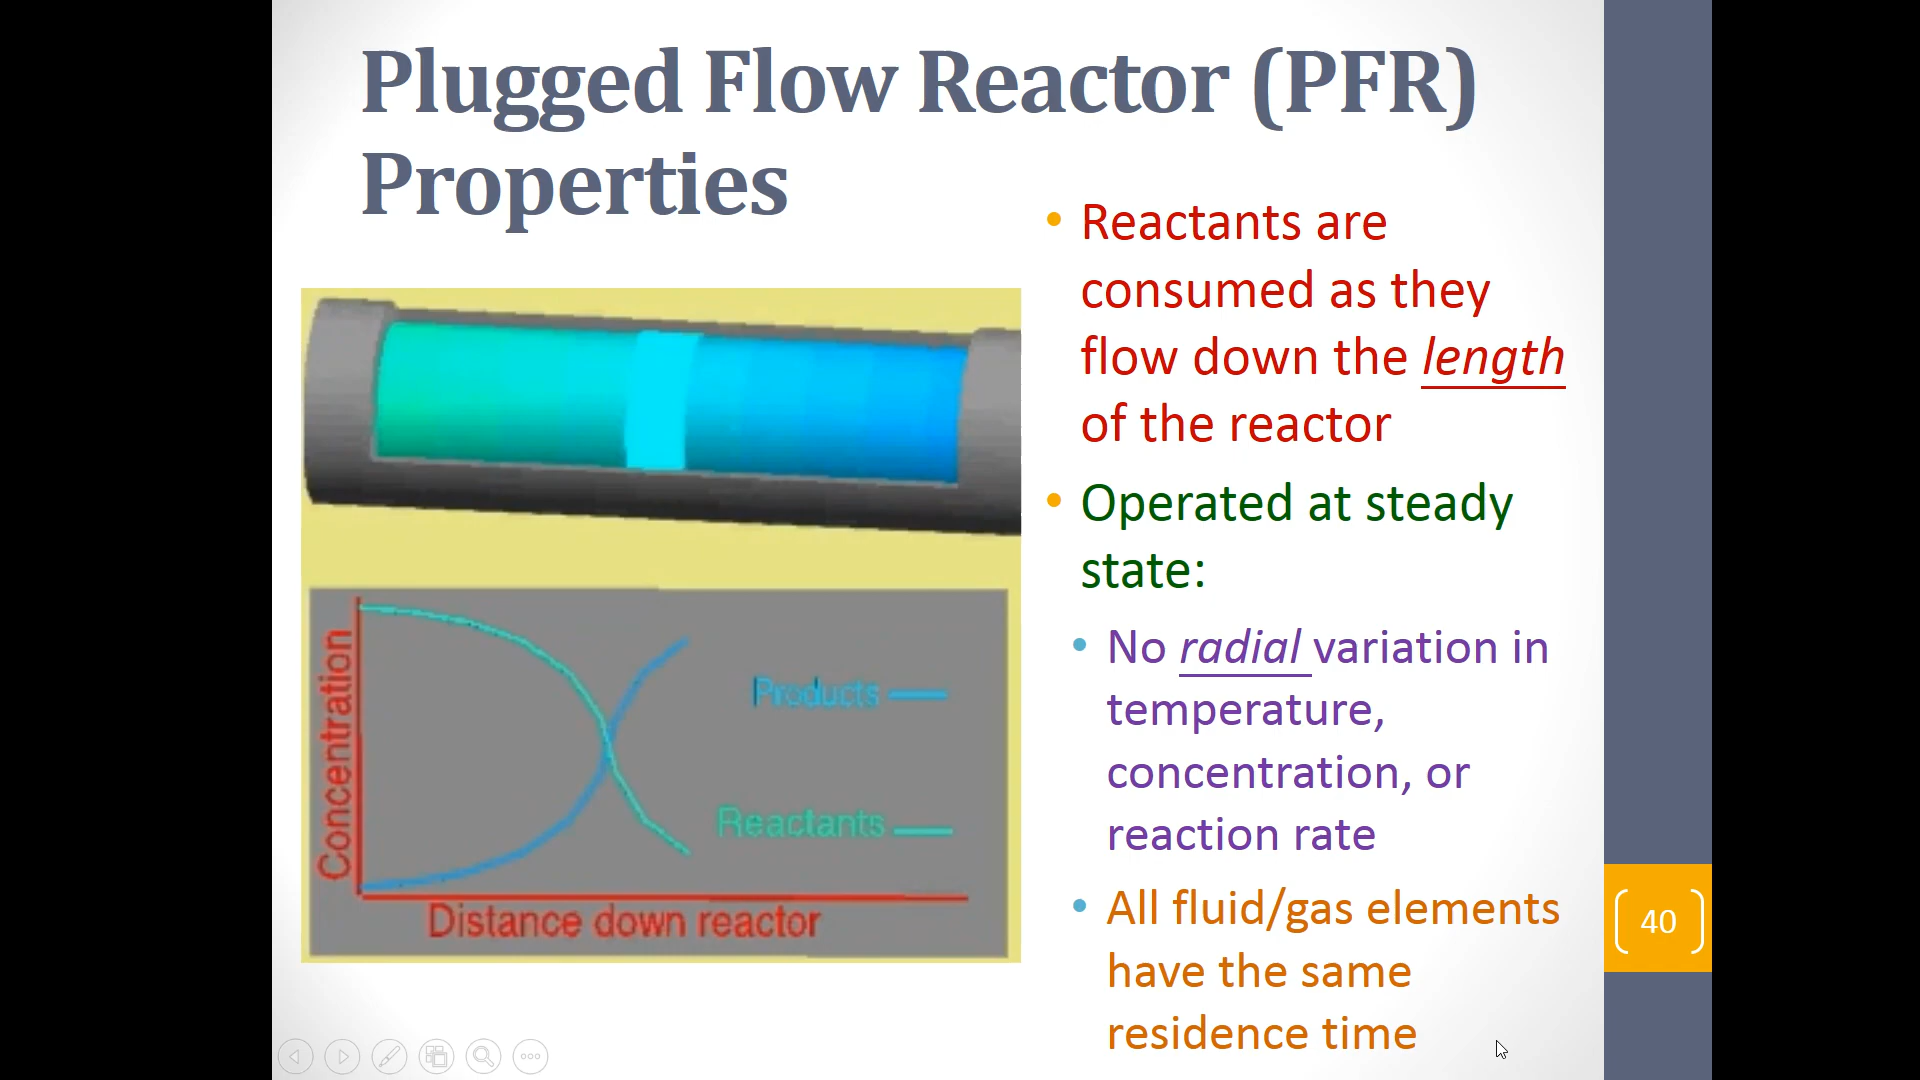 Plugged Flow Reactor (PFR)
Properties
• Reactants are
consumed as they
flow down the length
of the reactor
• Operated at steady
state:
• No radial variation in
temperature,
concentration, or
reaction rate
• All fluid/gas elements
have the same
residence time
Concentration
Products
Reactants
Distance down reactor
40